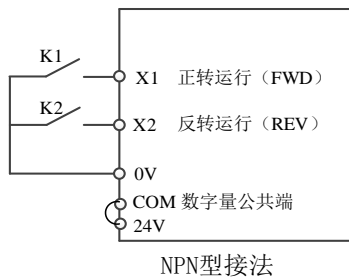 K1
X1 正转运行（FWD）
K2
X2 反转运行（REV）
0V
COM 数字量公共端
24V
NPN型接法